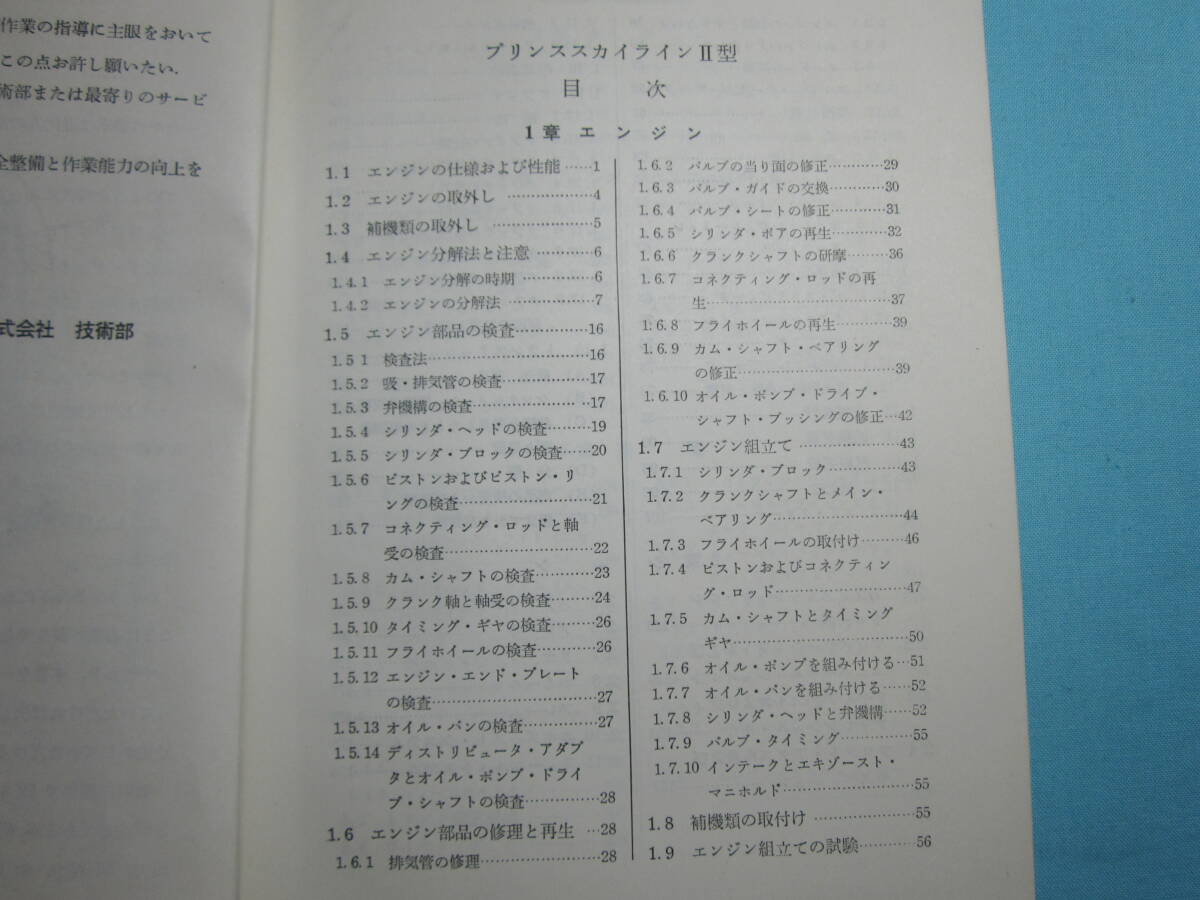 作業の指導に主眼をおいて
この点お許し願いたい.
術部または最寄りのサービ
全整備と作業能力の向上を
式会社 技術部
プリンススカイラインⅡ型
目 次
1章 エンジン
1.1 エンジンの仕様および性能……1
1.2 エンジンの取外し ……………4
1.3 補機類の取外し ………………5
1.4 エンジン分解法と注意 …………6
1.4.1 エンジン分解の時期 …………6
1.4.2 エンジンの分解法 ……………7
1.5 エンジン部品の検査……………16
1.5 1 検査法…………………………16
1.5.2 吸・排気管の検査………………17
1.5.3 弁機構の検査…………………17
1.5.4 シリンダ・ヘッドの検査………19
1.5.5 シリンダ・ブロックの検査……20
1.5.6 ピストンおよびピストン・リ
ングの検査………………………21
1.5.7 コネクティング・ロッドと軸
受の検査…………………………22
1.5.8 カム・シャフトの検査…………23
1.5.9 クランク軸と軸受の検査………24
1.5.10 タイミング・ギヤの検査………26
1.5.11 フライホイールの検査…………26
1.5.12 エンジン・エンド・プレート
の検査……………………………27
1.5.13 オイル・パンの検査……………27
1.5.14 ディストリビュータ・アダプ
タとオイル・ポンプ・ドライ
ブ・シャフトの検査……………28
1.6 エンジン部品の修理と再生 …28
1.6.1 排気管の修理……………………28
1.6.2 バルブの当り面の修正…………29
1.6.3 バルブ・ガイドの交換…………30
1.6.4 バルブ・シートの修正…………31
1.6.5 シリンダ・ボアの再生…………32
1.6.6 クランクシャフトの研摩………36
1.6.7 コネクティング・ロッドの再
生…………………………………37
1.6.8 フライホイールの再生…………39
1.6.9 カム・シャフト・ベアリング
の修正……………………………39
1.6.10 オイル・ポンプ・ドライブ・
シャフト・ブッシングの修正…42
1.7 エンジン組立て …………………43
1.7.1 シリンダ・ブロック……………43
1.7.2 クランクシャフトとメイン・
ベアリング………………………44
1.7.3 フライホイールの取付け………46
1.7.4 ピストンおよびコネクティン
グ・ロッド………………………47
1.7.5 カム・シャフトとタイミング
ギヤ………………………………50
1.7.6 オイル・ポンプを組み付ける…51
1.7.7 オイル・パンを組み付ける……52
1.7.8 シリンダ・ヘッドと弁機構……52
1.7.9 バルブ・タイミング……………55
1.7.10 インテークとエキゾースト・
マニホルド………………………55
1.8 補機類の取付け …………………55
1.9 エンジン組立ての試験…………56